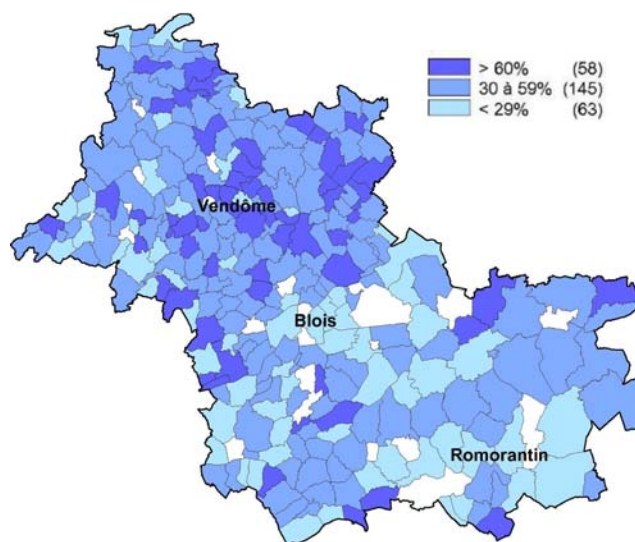 > 60% (58)
30 à 59% (145)
< 29% (63)
Vendôme
Blois
Romorantin